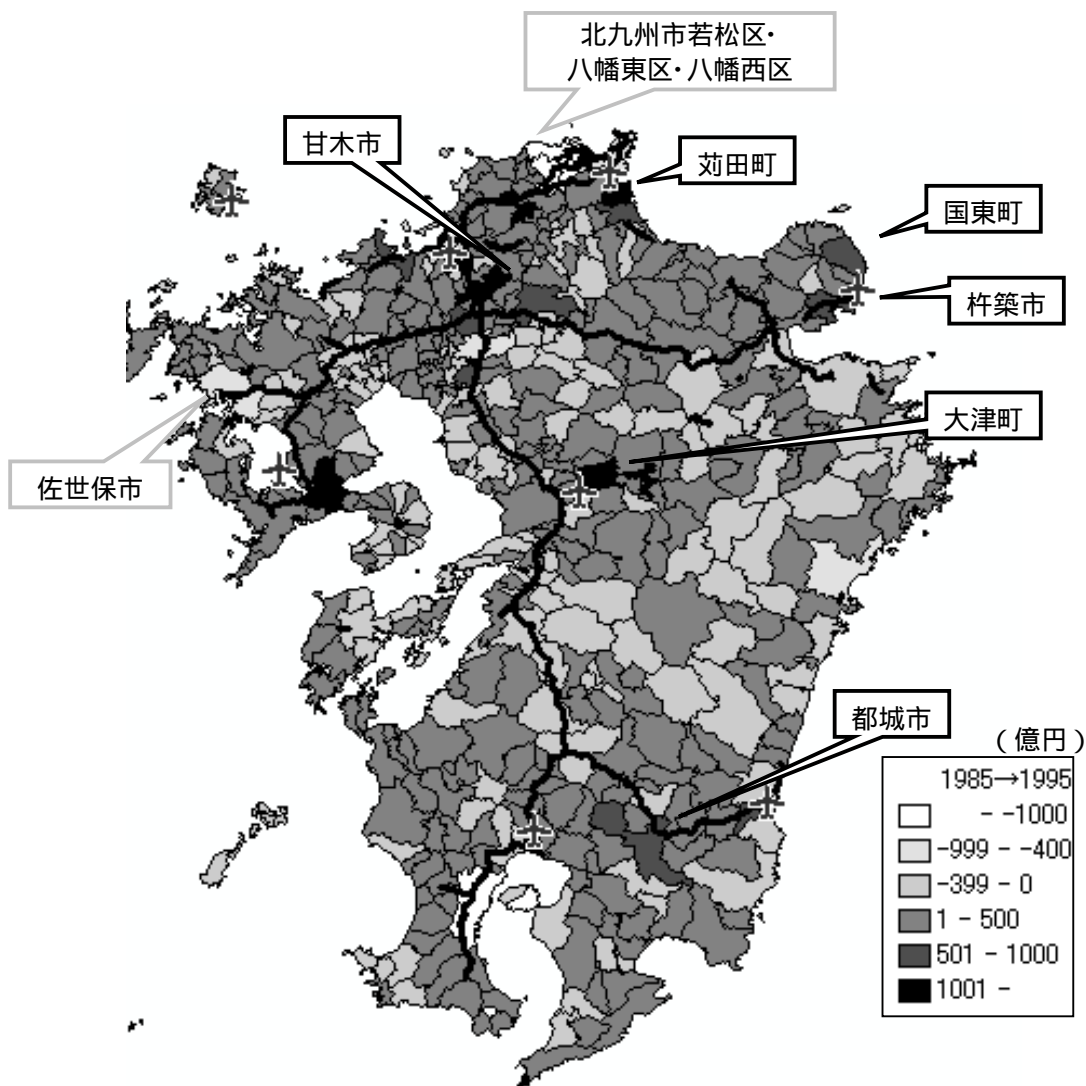 北九州市若松区･
八幡東区･八幡西区
甘木市
苅田町
国東町
杵築市
大津町
佐世保市
都城市
（億円）
1985→1995
- -1000
-999 - -400
-399 - 0
1 - 500
501 - 1000
1001 -